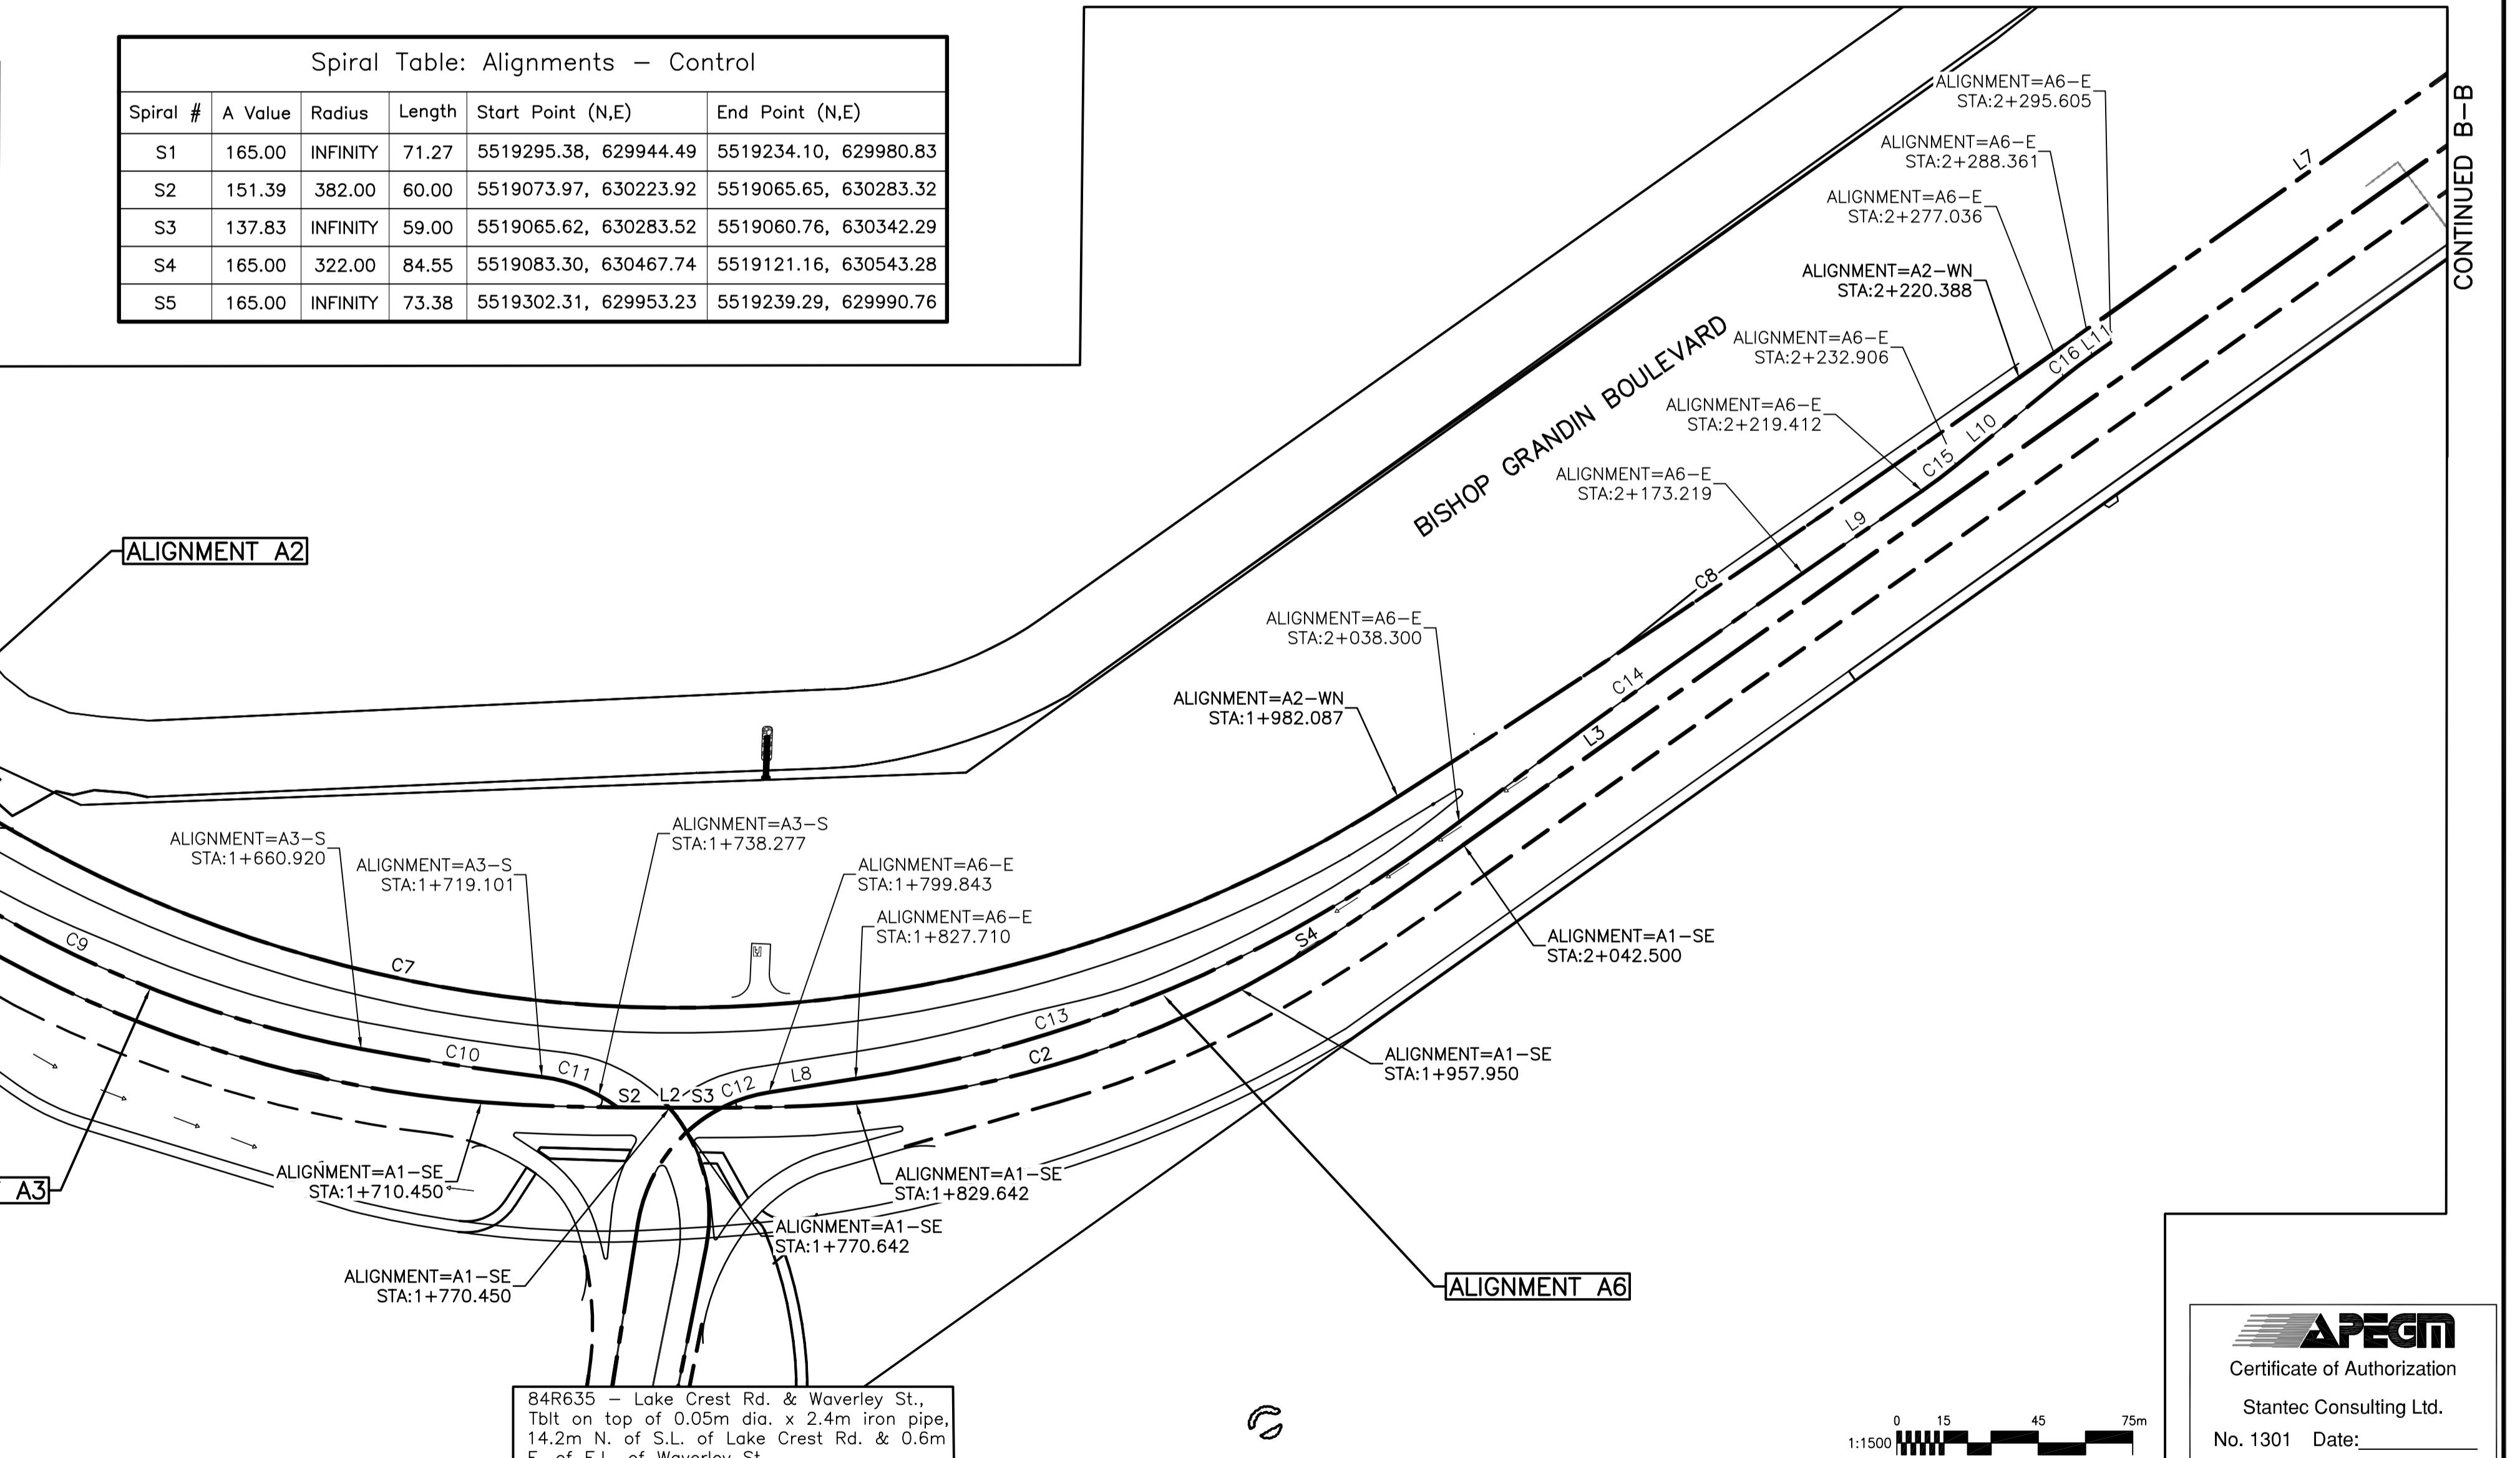 Spiral Table: Alignments – Control
Spiral # A Value Radius Length Start Point (N,E) End Point (N,E)
S1 165.00 INFINITY 71.27 5519295.38, 629944.49 5519234.10, 629980.83
S2 151.39 382.00 60.00 5519073.97, 630223.92 5519065.65, 630283.32
S3 137.83 INFINITY 59.00 5519065.62, 630283.52 5519060.76, 630342.29
S4 165.00 322.00 84.55 5519083.30, 630467.74 5519121.16, 630543.28
S5 165.00 INFINITY 73.38 5519302.31, 629953.23 5519239.29, 629990.76
ALIGNMENT=A6–E
STA:2+295.605
ALIGNMENT=A6–E
STA:2+288.361
ALIGNMENT=A6–E
STA:2+277.036
ALIGNMENT=A2–WN
STA:2+220.388
ALIGNMENT=A6–E
STA:2+232.906
ALIGNMENT=A6–E
STA:2+219.412
ALIGNMENT=A6–E
STA:2+173.219
L7
CONTINUED B–B
BISHOP GRANDIN BOULEVARD
C16 L11
L10
C15
L9
C8
C14
L3
ALIGNMENT A2
ALIGNMENT=A6–E
STA:2+038.300
ALIGNMENT=A2–WN
STA:1+982.087
ALIGNMENT=A3–S
STA:1+660.920
ALIGNMENT=A3–S
STA:1+719.101
ALIGNMENT=A3–S
STA:1+738.277
ALIGNMENT=A6–E
STA:1+799.843
ALIGNMENT=A6–E
STA:1+827.710
C9
C7
S4
C13
C2
C10
C11
S2 L2 S3 C12 L8
ALIGNMENT=A1–SE
STA:2+042.500
ALIGNMENT=A1–SE
STA:1+957.950
A3
ALIGNMENT=A1–SE
STA:1+710.450
ALIGNMENT=A1–SE
STA:1+829.642
ALIGNMENT=A1–SE
STA:1+770.642
ALIGNMENT=A1–SE
STA:1+770.450
ALIGNMENT A6
84R635 – Lake Crest Rd. & Waverley St.,
Tblt on top of 0.05m dia. x 2.4m iron pipe,
14.2m N. of S.L. of Lake Crest Rd. & 0.6m
E. of E.L. of Waverley St.
0 15 45 75m
1:1500
APEGM
Certificate of Authorization
Stantec Consulting Ltd.
No. 1301 Date: